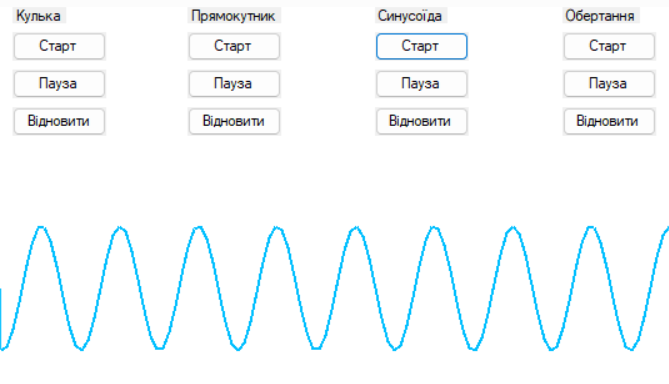 Кулька Прямокутник Синусоїда Обертання
Старт Старт Старт Старт
Пауза Пауза Пауза Пауза
Відновити Відновити Відновити Відновити